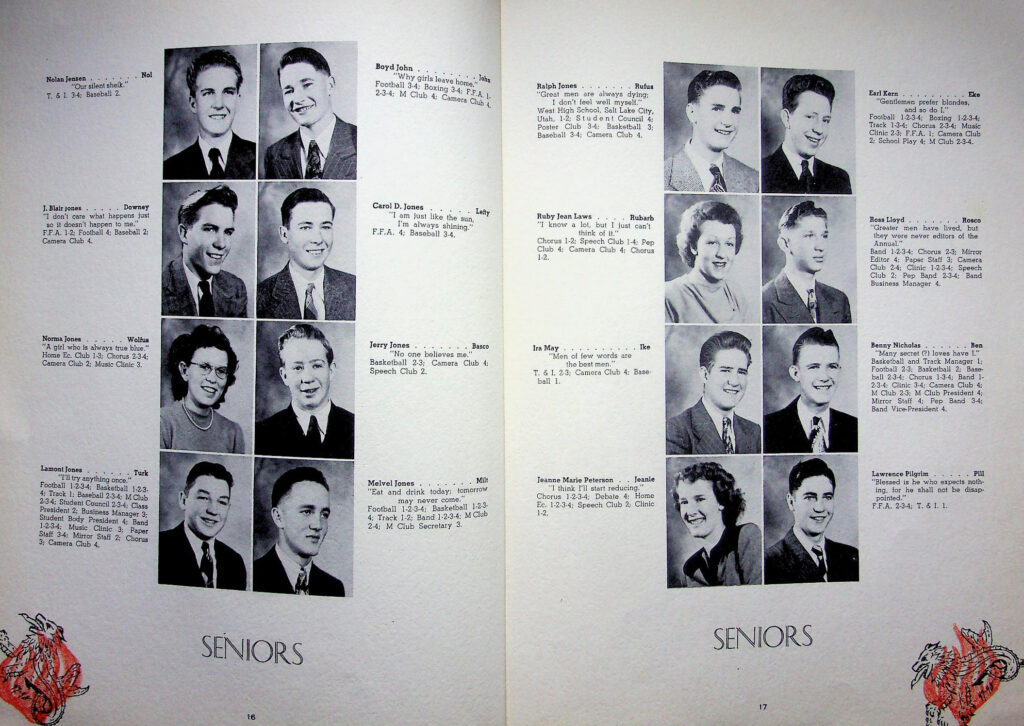 Nolan Jensen . . . . . . . Nol
"Our silent sheik."
T. & I. 3-4; Baseball 2.
Boyd John . . . . . . . . John
"Why girls leave home."
Football 3-4; Boxing 3-4; F.F.A. 1-
2-3-4; M Club 4; Camera Club 4.
J. Blair Jones . . . . . Downey
"I don't care what happens just
so it doesn't happen to me."
F.F.A. 1-2; Football 4; Baseball 2;
Camera Club 4.
Carol D. Jones . . . . . . Lefty
"I am just like the sun,
I'm always shining."
F.F.A. 4; Baseball 3-4.
Norma Jones . . . . . Wolfus
"A girl who is always true blue."
Home Ec. Club 1-3; Chorus 2-3-4;
Camera Club 2; Music Clinic 3.
Jerry Jones . . . . . . . Basco
"No one believes me."
Basketball 2-3; Camera Club 4;
Speech Club 2.
Lamont Jones . . . . . . Turk
"I'll try anything once."
Football 1-2-3-4; Basketball 1-2-3-
4; Track 1; Baseball 2-3-4; M Club
2-3-4; Student Council 2-3-4; Class
President 2; Business Manager 3;
Student Body President 4; Band
1-2-3-4; Music Clinic 3; Paper
Staff 3-4; Mirror Staff 2; Chorus
3; Camera Club 4.
Melvel Jones . . . . . . . Milt
"Eat and drink today; tomorrow
may never come."
Football 1-2-3-4; Basketball 1-2-3-
4; Track 1-2; Band 1-2-3-4; M Club
2-4; M Club Secretary 3.
SENIORS
16
Ralph Jones . . . . . . . Rufus
"Great men are always dying;
I don't feel well myself."
West High School, Salt Lake City,
Utah, 1-2; Student Council 4;
Poster Club 3-4; Basketball 3;
Baseball 3-4; Camera Club 4.
Earl Kern . . . . . . . . Eke
"Gentlemen prefer blondes,
and so do I."
Football 1-2-3-4; Boxing 1-2-3-4;
Track 1-3-4; Chorus 2-3-4; Music
Clinic 2-3; F.F.A. 1; Camera Club
2; School Play 4; M Club 2-3-4.
Ruby Jean Laws . . . . Rubarb
"I know a lot, but I just can't
think of it."
Chorus 1-2; Speech Club 1-4; Pep
Club 4; Camera Club 4; Chorus
1-2.
Ross Lloyd . . . . . . . Rosco
"Greater men have lived, but
they were never editors of the
Annual."
Band 1-2-3-4; Chorus 2-3; Mirror
Editor 4; Paper Staff 3; Camera
Club 2-4; Clinic 1-2-3-4; Speech
Club 2; Pep Band 2-3-4; Band
Business Manager 4.
Ira May . . . . . . . . . Ike
"Men of few words are
the best men."
T. & I. 2-3; Camera Club 4; Base-
ball 1.
Benny Nicholas . . . . . . Ben
"Many secret (?) loves have I."
Basketball and Track Manager 1;
Football 2-3; Basketball 2; Base-
ball 2-3-4; Chorus 1-3-4; Band 1-
2-3-4; Clinic 3-4; Camera Club 4;
M Club 2-3; M Club President 4;
Mirror Staff 4; Pep Band 3-4;
Band Vice-President 4.
Jeanne Marie Peterson . . Jeanie
"I think I'll start reducing."
Chorus 1-2-3-4; Debate 4; Home
Ec. 1-2-3-4; Speech Club 2; Clinic
1-2.
Lawrence Pilgrim . . . . . Pill
"Blessed is he who expects noth-
ing, for he shall not be disap-
pointed."
F.F.A. 2-3-4; T. & I. 1.
SENIORS
17